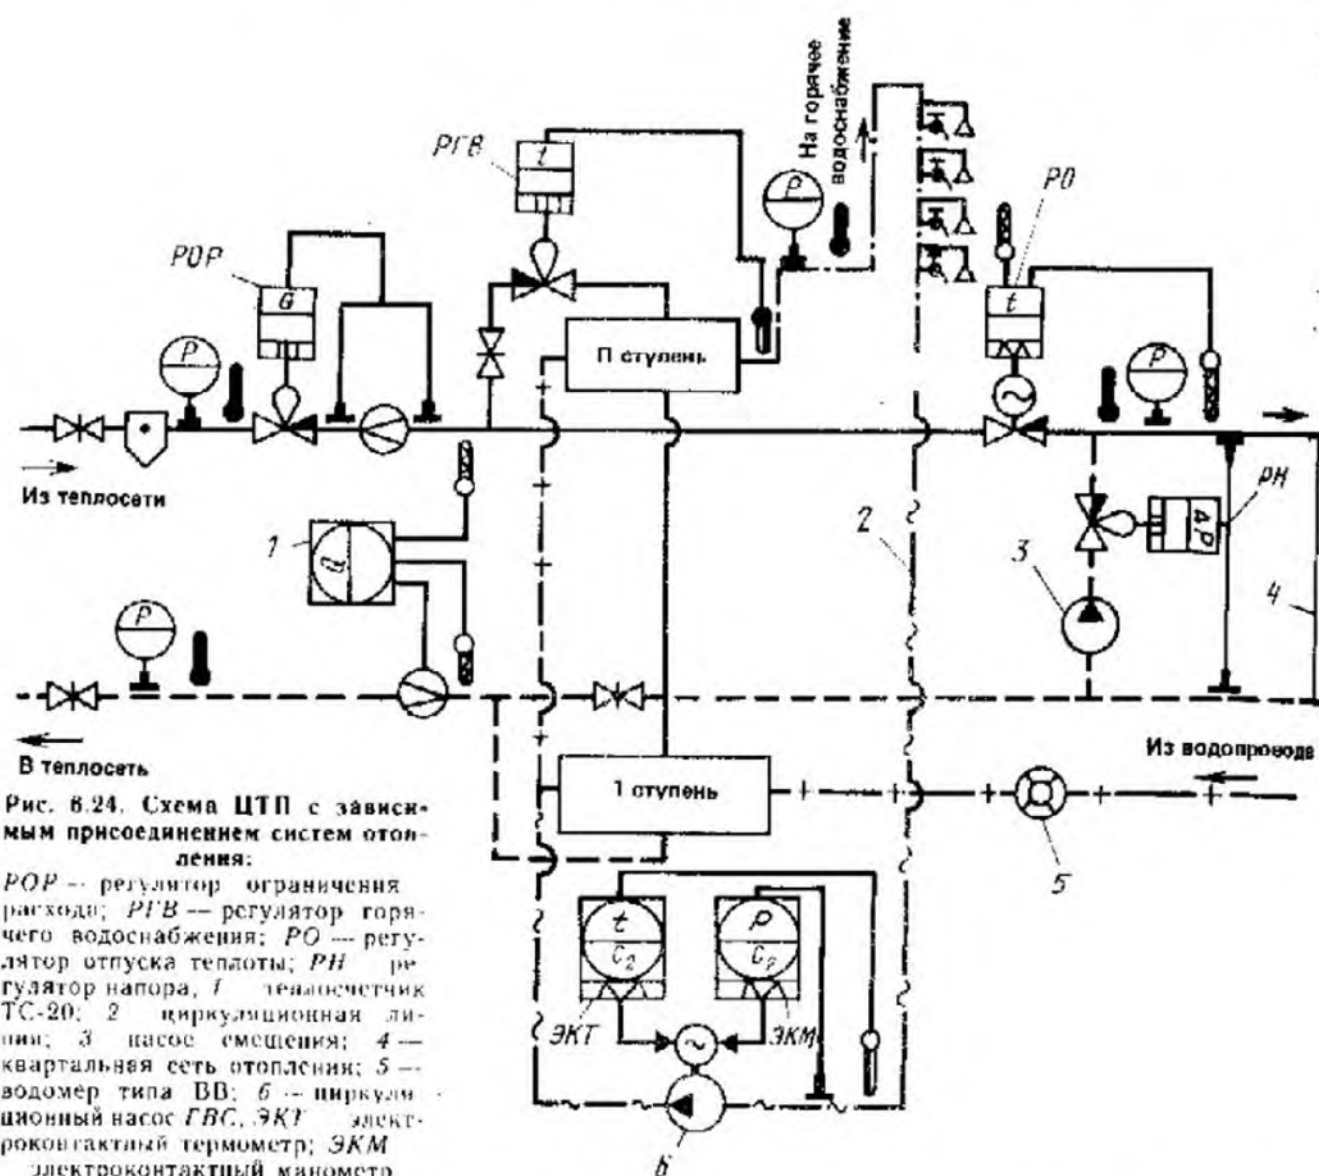 На горячее
водоснабжение
РГВ
t
P
РО
РОР
G
t
P
II ступень
P
Из теплосети
1
Q
2
3
ΔP
РН
4
P
В теплосеть
Из водопровода
I ступень
5
t
C2
P
C2
ЭКТ
ЭКМ
6
Рис. 6.24. Схема ЦТП с зависи-
мым присоединением систем отоп-
ления:
РОР — регулятор ограничения
расхода; РГВ — регулятор горя-
чего водоснабжения; РО — регу-
лятор отпуска теплоты; РН ре-
гулятор напора, 1 теплосчетчик
ТС-20; 2 циркуляционная ли-
ния; 3 насос смешения; 4 —
квартальная сеть отопления; 5 —
водомер типа ВВ; 6 — циркуля-
ционный насос ГВС, ЭКТ элект-
роконтактный термометр; ЭКМ
электроконтактный манометр